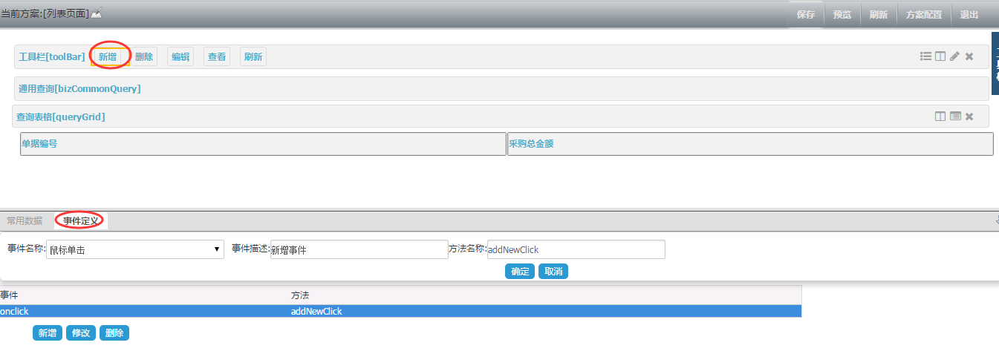 当前方案:[列表页面] 保存 预览 刷新 方案配置 退出
工具栏[toolBar] 新增 删除 编辑 查看 刷新
通用查询[bizCommonQuery]
查询表格[queryGrid]
单据编号 采购总金额
常用数据 事件定义
事件名称: 鼠标单击 事件描述: 新增事件 方法名称: addNewClick
确定 取消
事件 方法
onclick addNewClick
新增 修改 删除